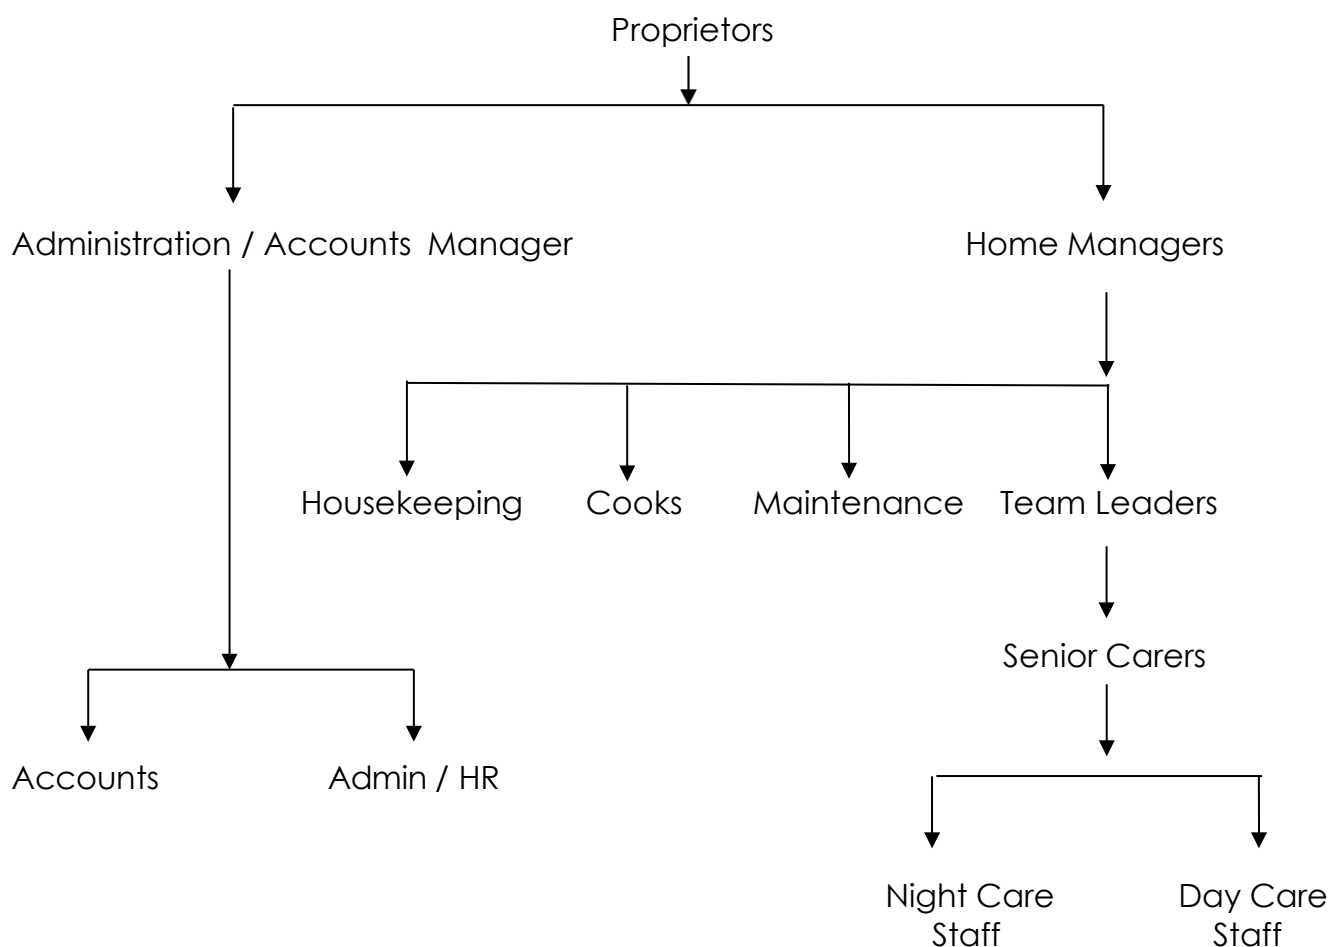 Proprietors
Administration / Accounts  Manager
Home Managers
Housekeeping
Cooks
Maintenance
Team Leaders
Senior Carers
Accounts
Admin / HR
Night Care
Staff
Day Care
Staff